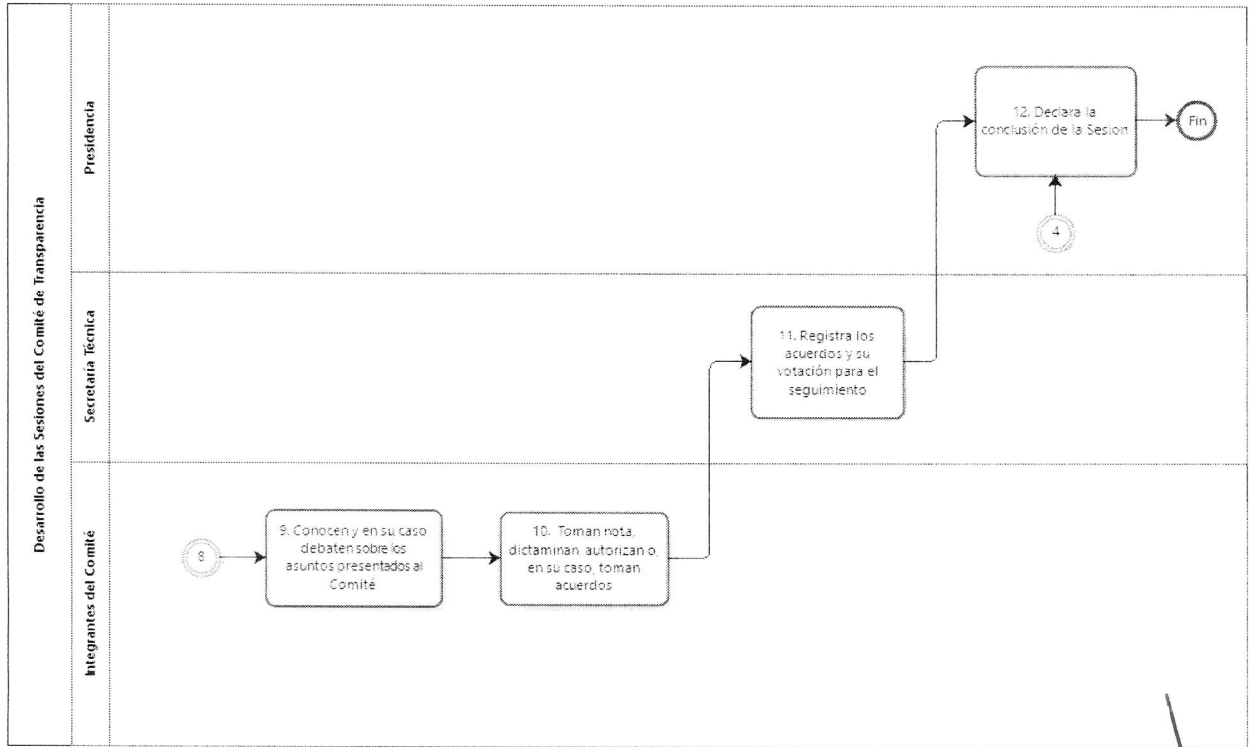 Desarrollo de las Sesiones del Comité de Transparencia
Presidencia
12. Declara la
conclusión de la Sesion
Fin
4
Secretaría Técnica
11. Registra los
acuerdos y su
votación para el
seguimiento
Integrantes del Comité
8
9. Conocen y en su caso
debaten sobre los
asuntos presentados al
Comité
10. Toman nota,
dictaminan, autorizan o,
en su caso, toman
acuerdos